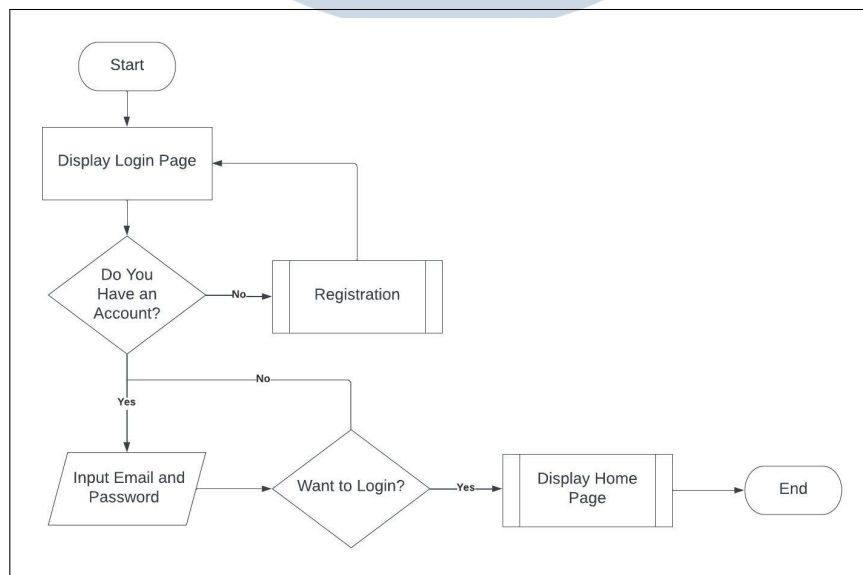 Start
Display Login Page
Do You
Have an
Account?
No
Registration
No
Yes
Input Email and
Password
Want to Login?
Yes
Display Home
Page
End